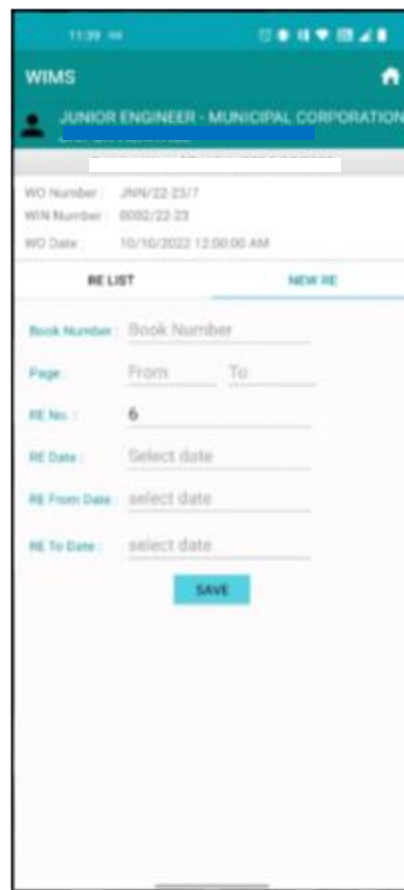 11:39
WIMS
JUNIOR ENGINEER - MUNICIPAL CORPORATION
WO Number : JNN/22-23/7
WIN Number : 0002/22-23
WO Date : 10/10/2022 12:00:00 AM
RE LIST NEW RE
Book Number : Book Number
Page : From To
RE No. : 6
RE Date : Select date
RE From Date : select date
RE To Date : select date
SAVE